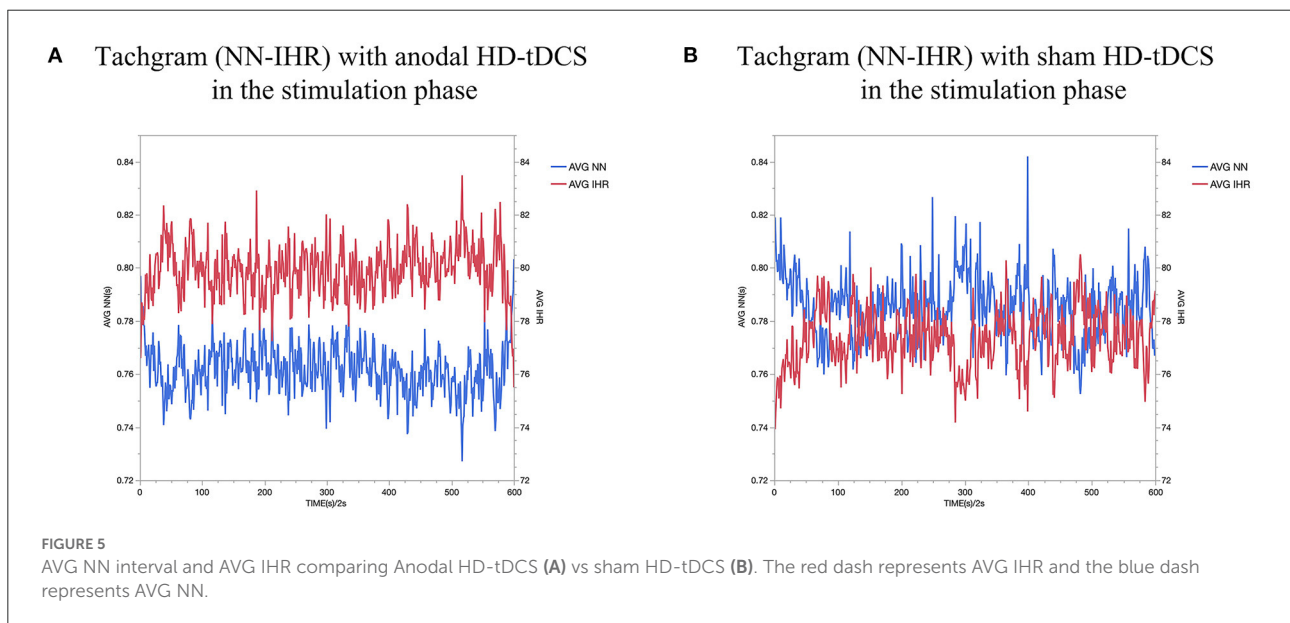 A Tachgram (NN-IHR) with anodal HD-tDCS
in the stimulation phase
0.84
0.82
0.80
0.78
0.76
0.74
0.72
AVG NN(s)
84
82
80
78
76
74
72
AVG IHR
AVG NN
AVG IHR
0 100 200 300 400 500 600
TIME(s)/2s
B Tachgram (NN-IHR) with sham HD-tDCS
in the stimulation phase
0.84
0.82
0.80
0.78
0.76
0.74
0.72
AVG NN(s)
84
82
80
78
76
74
72
AVG IHR
AVG NN
AVG IHR
0 100 200 300 400 500 600
TIME(s)/2s
FIGURE 5
AVG NN interval and AVG IHR comparing Anodal HD-tDCS (A) vs sham HD-tDCS (B). The red dash represents AVG IHR and the blue dash
represents AVG NN.